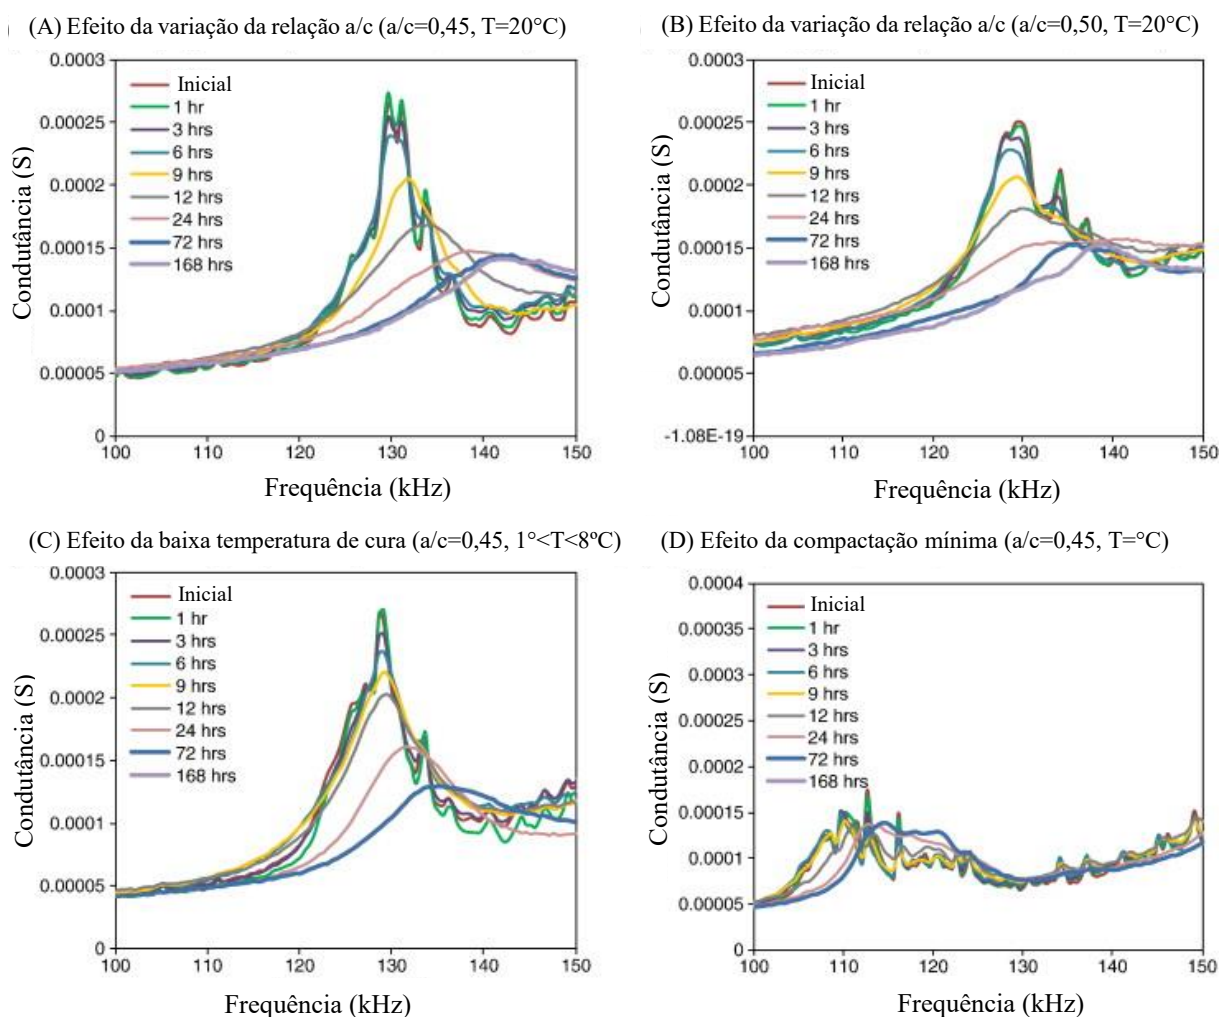 (A) Efeito da variação da relação a/c (a/c=0,45, T=20°C)
0.0003
0.00025
0.0002
0.00015
0.0001
0.00005
0
Condutância (S)
Inicial
1 hr
3 hrs
6 hrs
9 hrs
12 hrs
24 hrs
72 hrs
168 hrs
100 110 120 130 140 150
Frequência (kHz)
(B) Efeito da variação da relação a/c (a/c=0,50, T=20°C)
0.0003
0.00025
0.0002
0.00015
0.0001
0.00005
-1.08E-19
Condutância (S)
Inicial
1 hr
3 hrs
6 hrs
9 hrs
12 hrs
24 hrs
72 hrs
168 hrs
100 110 120 130 140 150
Frequência (kHz)
(C) Efeito da baixa temperatura de cura (a/c=0,45, 1°<T<8ºC)
0.0003
0.00025
0.0002
0.00015
0.0001
0.00005
0
Condutância (S)
Inicial
1 hr
3 hrs
6 hrs
9 hrs
12 hrs
24 hrs
72 hrs
168 hrs
100 110 120 130 140 150
Frequência (kHz)
(D) Efeito da compactação mínima (a/c=0,45, T=°C)
0.0004
0.00035
0.0003
0.00025
0.0002
0.00015
0.0001
0.00005
0
Condutância (S)
Inicial
1 hr
3 hrs
6 hrs
9 hrs
12 hrs
24 hrs
72 hrs
168 hrs
100 110 120 130 140 150
Frequência (kHz)